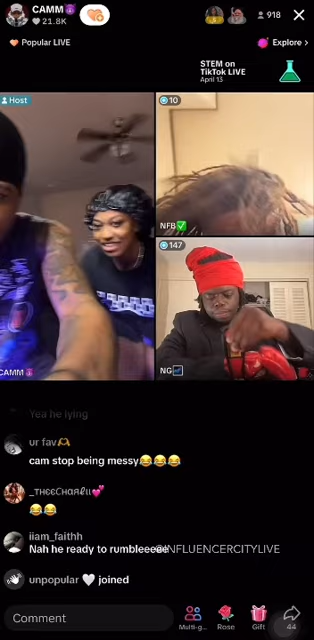 CAMM😈
21.8K
918
Popular LIVE
Explore >
STEM on
TikTok LIVE
April 13
Host
10
NFB✅
147
CAMM😈
NG
Yea he lying
ur fav🫶
cam stop being messy😂😂😂
_тнєєCнαяℓιι💕
😂😂
iiam_faithh
Nah he ready to rumbleeeee
@INFLUENCERCITYLIVE
unpopular 🤍 joined
Comment
Multi-g...
Rose
Gift
44